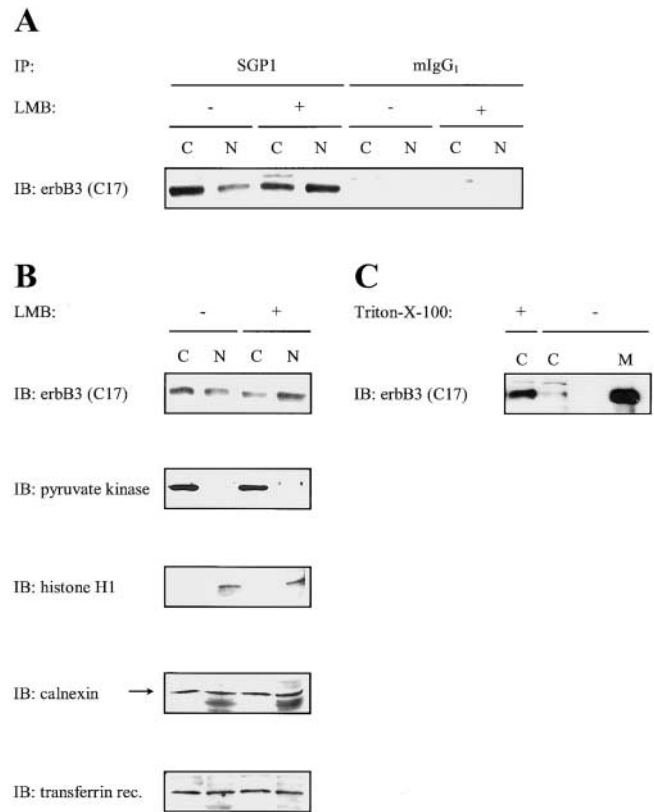 A
IP: SGP1 mIgG₁
LMB: - + - +
C N C N C N C N
IB: erbB3 (C17)
B
LMB: - +
C N C N
IB: erbB3 (C17)
IB: pyruvate kinase
IB: histone H1
IB: calnexin
IB: transferrin rec.
C
Triton-X-100: + -
C C M
IB: erbB3 (C17)